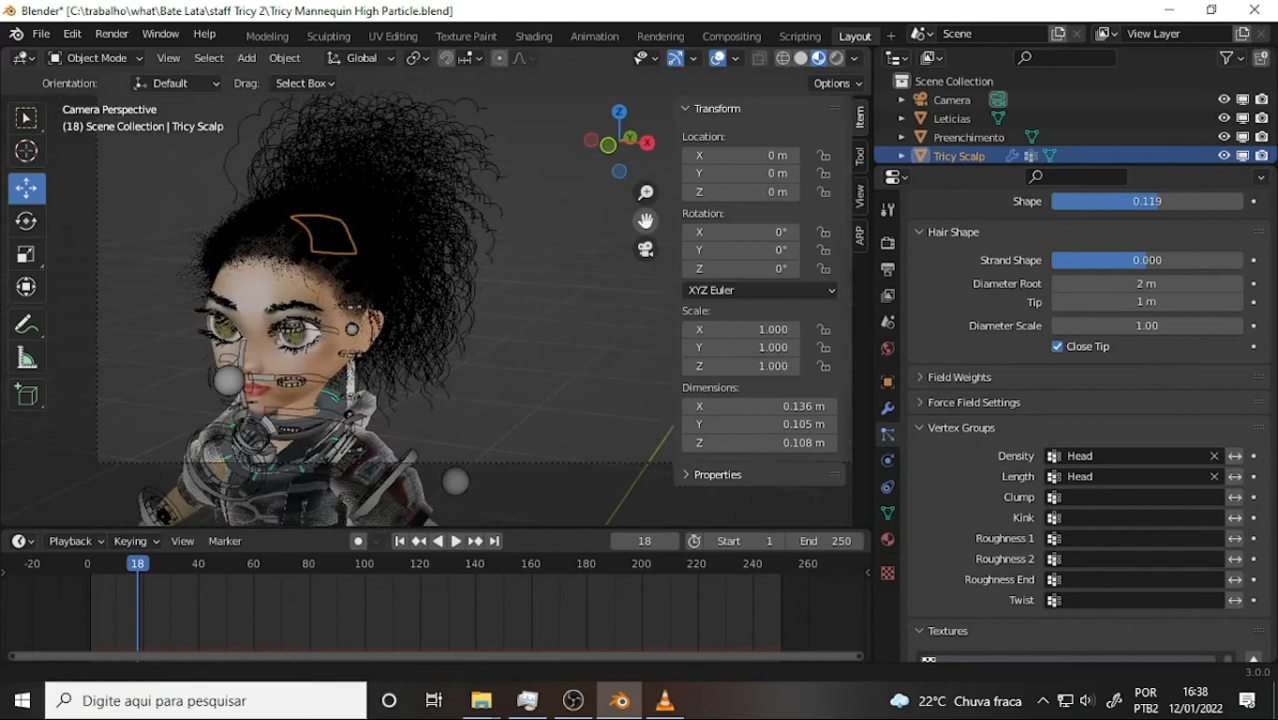 Blender* [C:\trabalho\what\Bate Lata\staff Tricy 2\Tricy Mannequin High Particle.blend]
File Edit Render Window Help Modeling Sculpting UV Editing Texture Paint Shading Animation Rendering Compositing Scripting Layout + Scene View Layer
Object Mode View Select Add Object Global
Orientation: Default Drag: Select Box Options
Camera Perspective
(18) Scene Collection | Tricy Scalp
Z
Y
X
Transform
Location:
X 0 m
Y 0 m
Z 0 m
Rotation:
X 0°
Y 0°
Z 0°
XYZ Euler
Scale:
X 1.000
Y 1.000
Z 1.000
Dimensions:
X 0.136 m
Y 0.105 m
Z 0.108 m
Properties
Item
Tool
View
ARP
Scene Collection
Camera
Leticias
Preenchimento
Tricy Scalp
Shape 0.119
Hair Shape
Strand Shape 0.000
Diameter Root 2 m
Tip 1 m
Diameter Scale 1.00
Close Tip
Field Weights
Force Field Settings
Vertex Groups
Density Head
Length Head
Clump
Kink
Roughness 1
Roughness 2
Roughness End
Twist
Textures
3.0.0
Playback Keying View Marker 18 Start 1 End 250
-20 0 18 40 60 80 100 120 140 160 180 200 220 240 260
Digite aqui para pesquisar
22°C Chuva fraca
POR
PTB2
16:38
12/01/2022